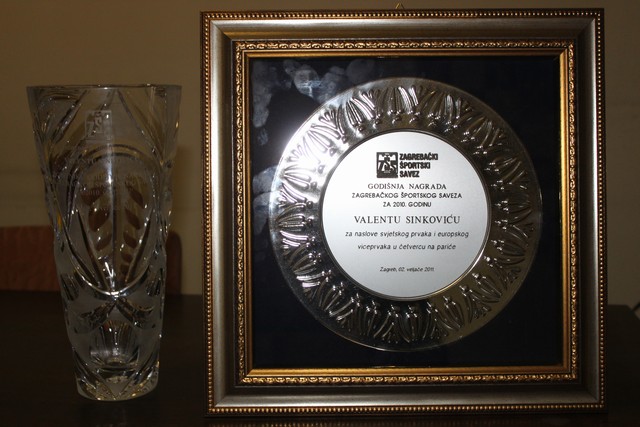 ZAGREBAČKI
ŠPORTSKI
SAVEZ
GODIŠNJA NAGRADA
ZAGREBAČKOG ŠPORTSKOG SAVEZA
ZA 2010. GODINU
VALENTU SINKOVIĆU
za naslove svjetskog prvaka i europskog
viceprvaka u četvercu na pariće
Zagreb, 02. veljače 2011.